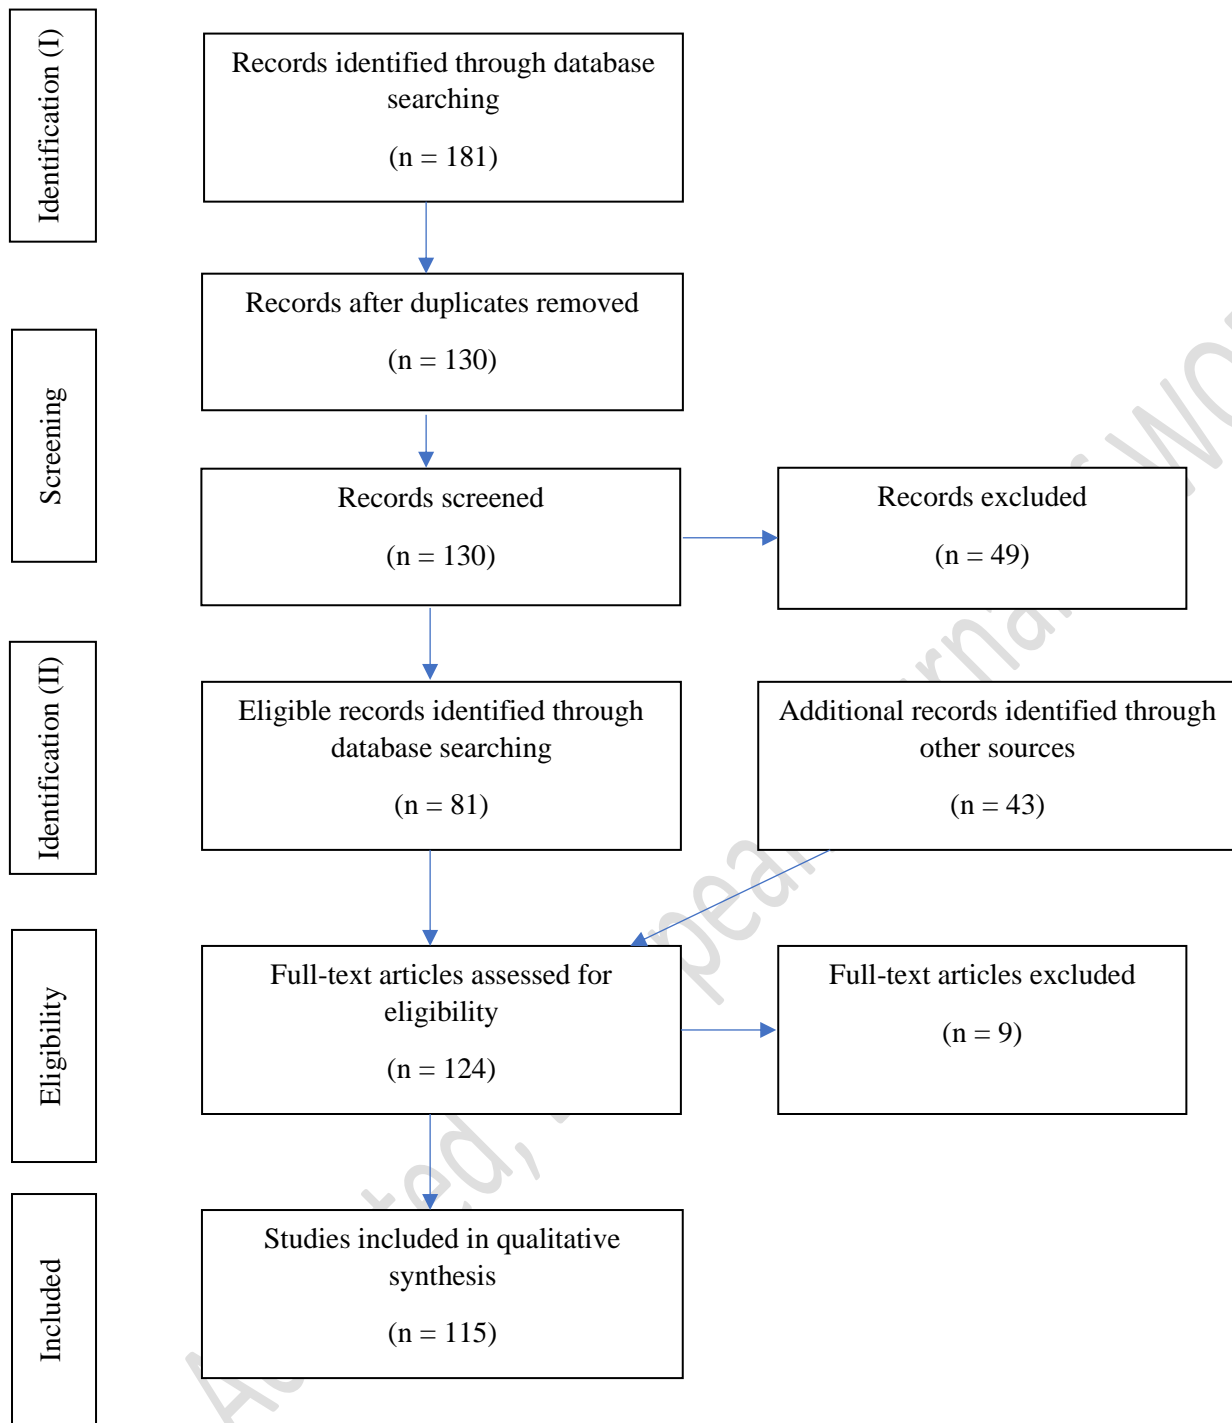 Identification (I)
Records identified through database
searching
(n = 181)
Records after duplicates removed
(n = 130)
Screening
Records screened
(n = 130)
Records excluded
(n = 49)
Identification (II)
Eligible records identified through
database searching
(n = 81)
Additional records identified through
other sources
(n = 43)
Eligibility
Full-text articles assessed for
eligibility
(n = 124)
Full-text articles excluded
(n = 9)
Included
Studies included in qualitative
synthesis
(n = 115)